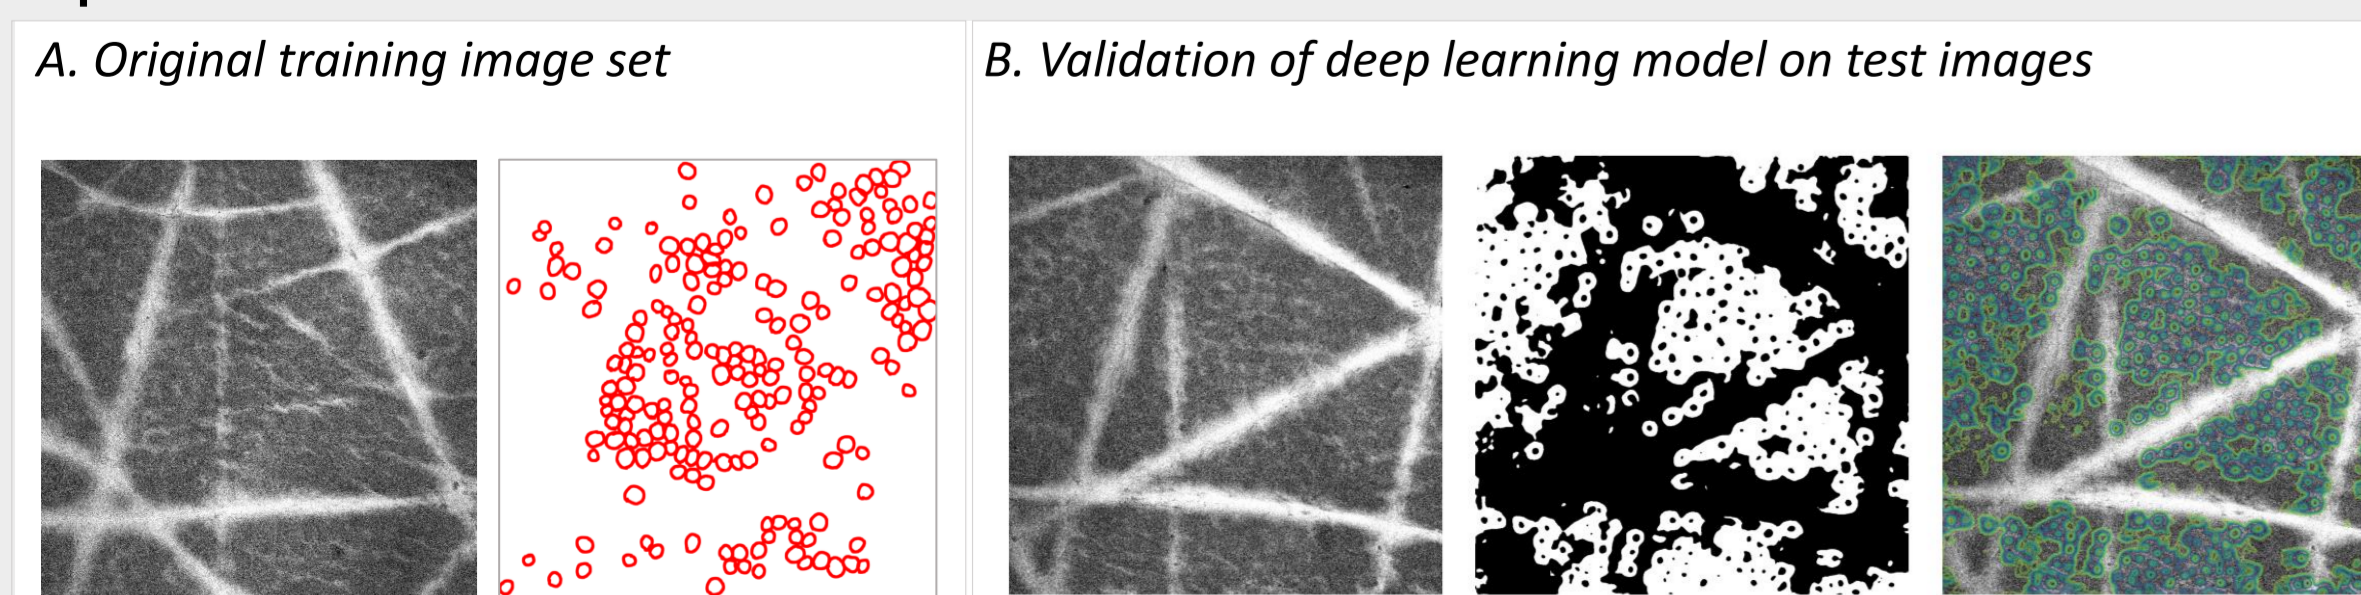 A. Original training image set
B. Validation of deep learning model on test images